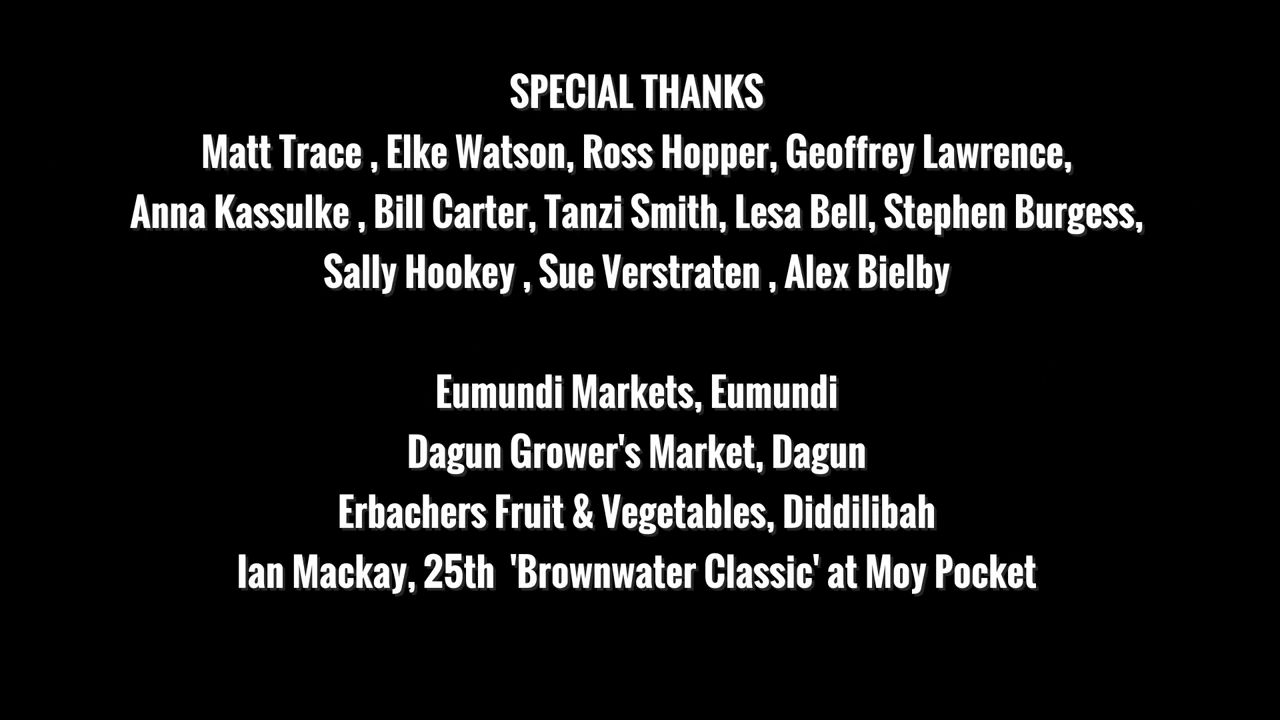 SPECIAL THANKS
Matt Trace , Elke Watson, Ross Hopper, Geoffrey Lawrence,
Anna Kassulke , Bill Carter, Tanzi Smith, Lesa Bell, Stephen Burgess,
Sally Hookey , Sue Verstraten , Alex Bielby
Eumundi Markets, Eumundi
Dagun Grower's Market, Dagun
Erbachers Fruit & Vegetables, Diddilibah
Ian Mackay, 25th  'Brownwater Classic' at Moy Pocket